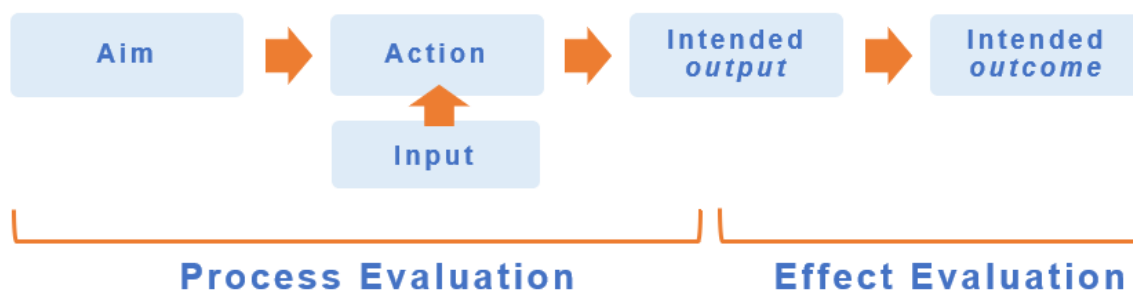 Aim
Action
Intended
output
Intended
outcome
Input
Process Evaluation
Effect Evaluation